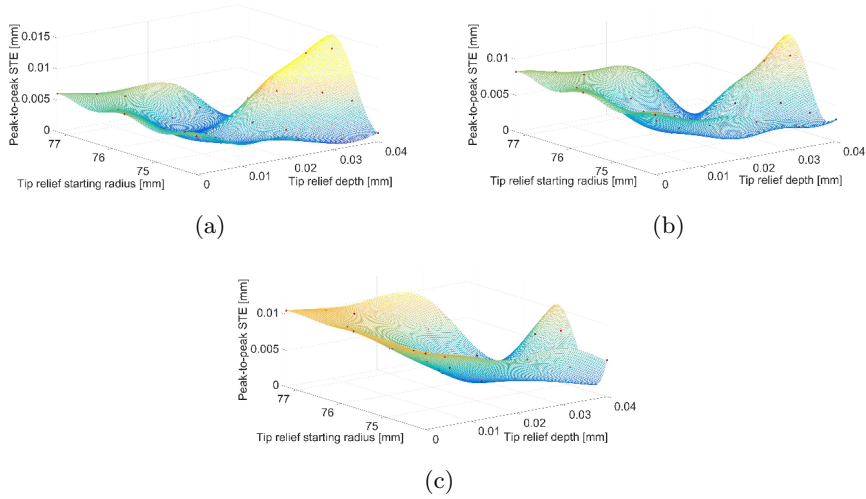 Peak-to-peak STE [mm]
0.015
0.01
0.005
0
77
76
75
Tip relief starting radius [mm]
0
0.01
0.02
0.03
0.04
Tip relief depth [mm]
(a)
Peak-to-peak STE [mm]
0.01
0.005
0
77
76
75
Tip relief starting radius [mm]
0
0.01
0.02
0.03
0.04
Tip relief depth [mm]
(b)
Peak-to-peak STE [mm]
0.01
0.005
0
77
76
75
Tip relief starting radius [mm]
0
0.01
0.02
0.03
0.04
Tip relief depth [mm]
(c)